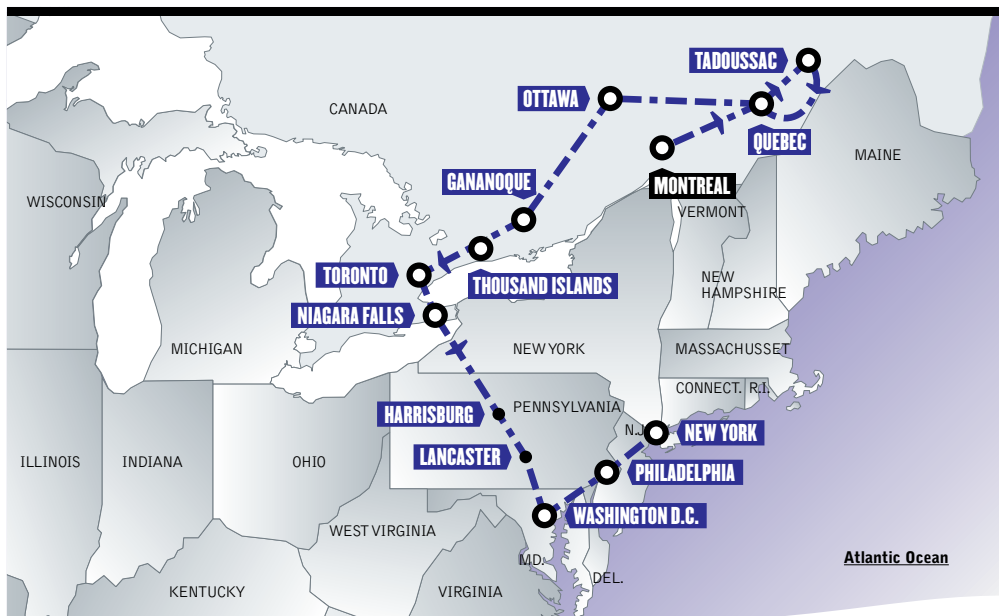 TADOUSSAC
OTTAWA
CANADA
QUEBEC
MAINE
MONTREAL
GANANOQUE
WISCONSIN
VERMONT
TORONTO
THOUSAND ISLANDS
NEW
HAMPSHIRE
NIAGARA FALLS
MICHIGAN
NEW YORK
MASSACHUSSET
CONNECT.
R.I.
HARRISBURG
PENNSYLVANIA
N.J.
NEW YORK
ILLINOIS
INDIANA
OHIO
LANCASTER
PHILADELPHIA
WASHINGTON D.C.
WEST VIRGINIA
MD.
DEL.
Atlantic Ocean
KENTUCKY
VIRGINIA